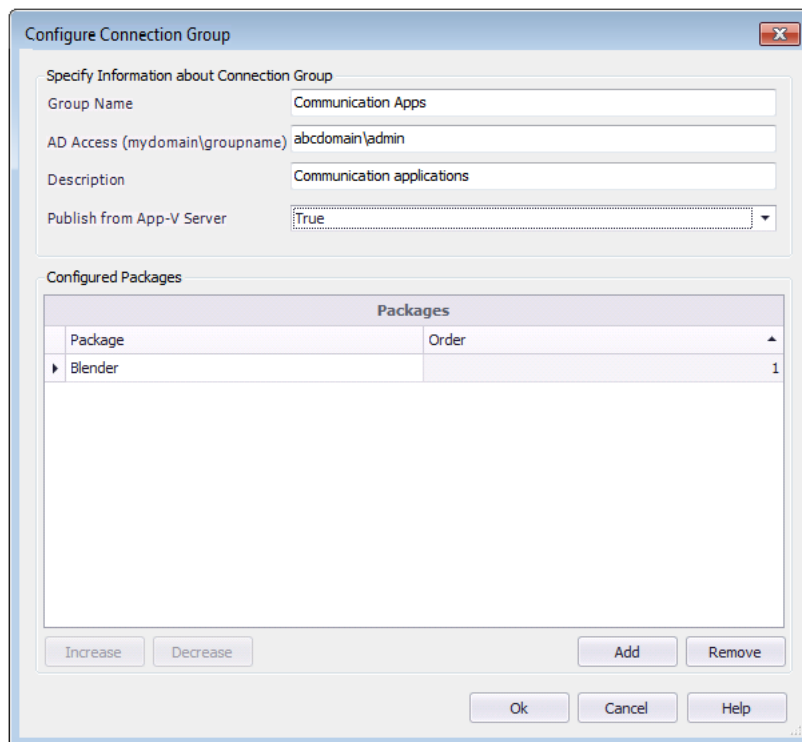 Configure Connection Group
Specify Information about Connection Group
Group Name Communication Apps
AD Access (mydomain\groupname) abcdomain\admin
Description Communication applications
Publish from App-V Server True
Configured Packages
Packages
Package Order
Blender 1
Increase Decrease Add Remove
Ok Cancel Help